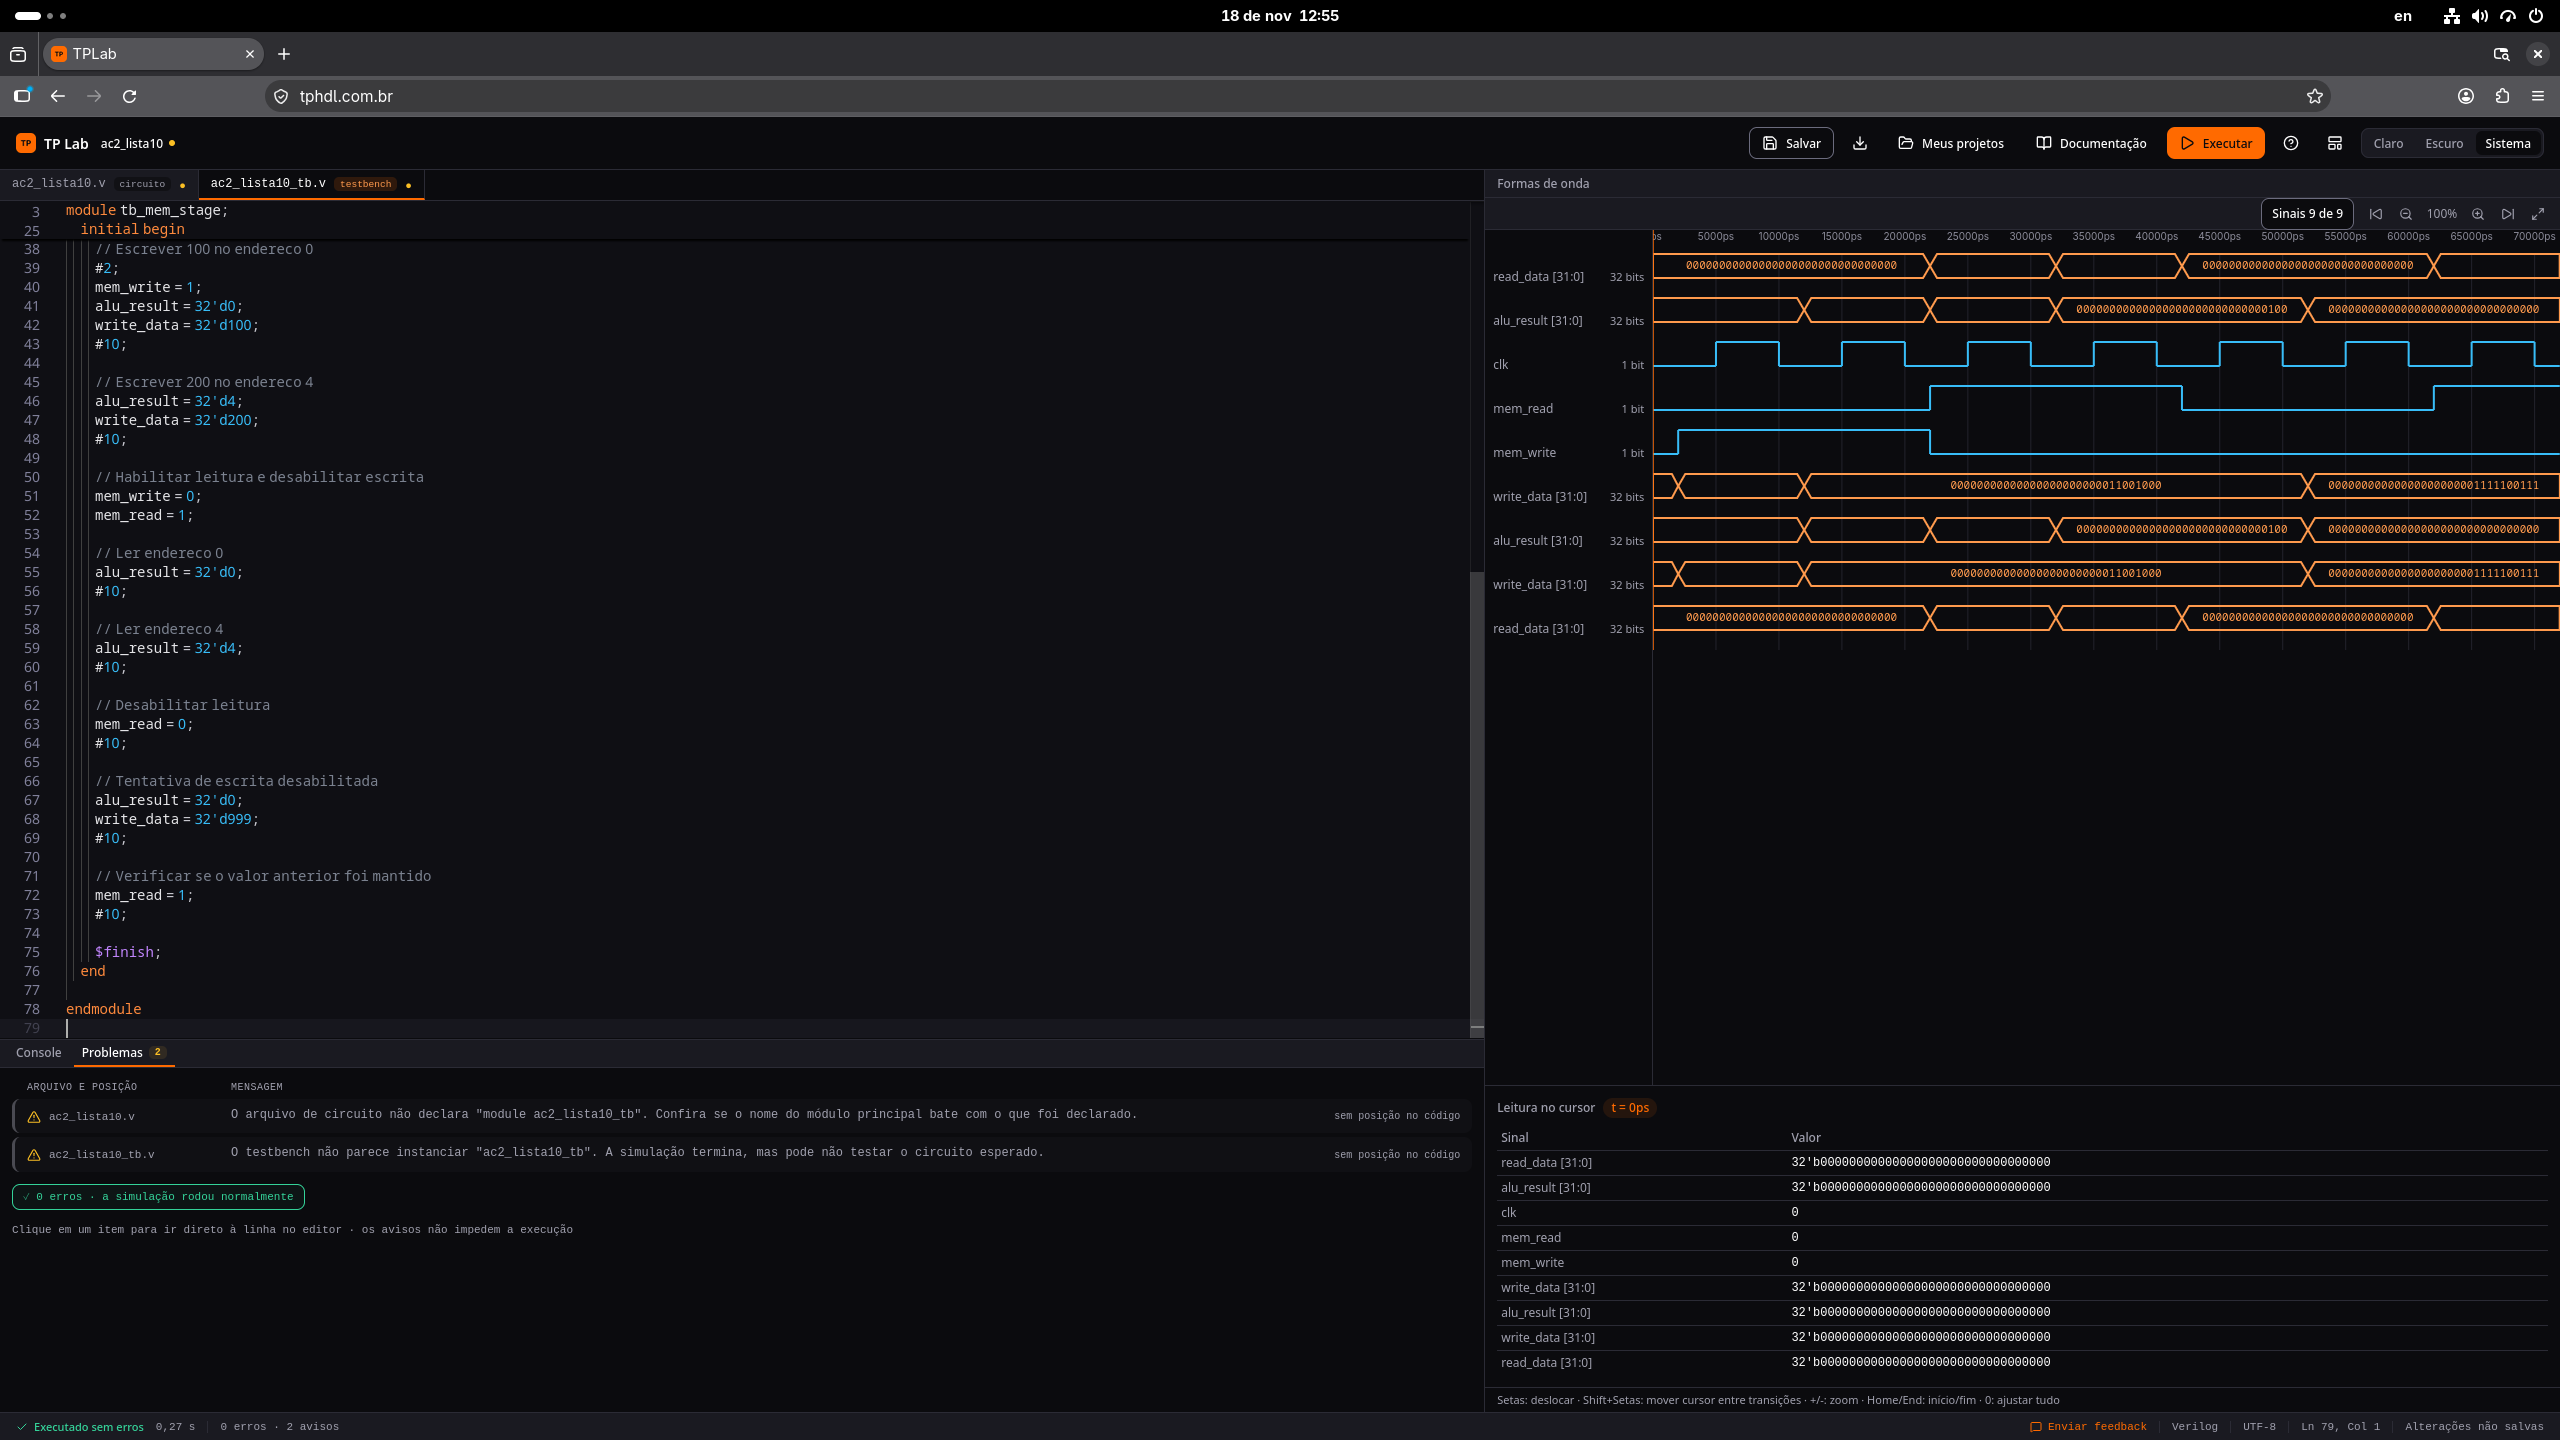 18 de nov 12:55
en
TPLab
tphdl.com.br
TP
TP Lab
ac2_lista10
Salvar
Meus projetos
Documentação
Executar
Claro
Escuro
Sistema
ac2_lista10.v circuito
ac2_lista10_tb.v testbench
3 module tb_mem_stage;
25 initial begin
38 // Escrever 100 no endereco 0
39 #2;
40 mem_write = 1;
41 alu_result = 32'd0;
42 write_data = 32'd100;
43 #10;
44
45 // Escrever 200 no endereco 4
46 alu_result = 32'd4;
47 write_data = 32'd200;
48 #10;
49
50 // Habilitar leitura e desabilitar escrita
51 mem_write = 0;
52 mem_read = 1;
53
54 // Ler endereco 0
55 alu_result = 32'd0;
56 #10;
57
58 // Ler endereco 4
59 alu_result = 32'd4;
60 #10;
61
62 // Desabilitar leitura
63 mem_read = 0;
64 #10;
65
66 // Tentativa de escrita desabilitada
67 alu_result = 32'd0;
68 write_data = 32'd999;
69 #10;
70
71 // Verificar se o valor anterior foi mantido
72 mem_read = 1;
73 #10;
74
75 $finish;
76 end
77
78 endmodule
79
Console
Problemas 2
ARQUIVO E POSIÇÃO MENSAGEM
ac2_lista10.v O arquivo de circuito não declara "module ac2_lista10_tb". Confira se o nome do módulo principal bate com o que foi declarado. sem posição no código
ac2_lista10_tb.v O testbench não parece instanciar "ac2_lista10_tb". A simulação termina, mas pode não testar o circuito esperado. sem posição no código
✓ 0 erros · a simulação rodou normalmente
Clique em um item para ir direto à linha no editor · os avisos não impedem a execução
Formas de onda
Sinais 9 de 9
100%
5000ps 10000ps 15000ps 20000ps 25000ps 30000ps 35000ps 40000ps 45000ps 50000ps 55000ps 60000ps 65000ps 70000ps
read_data [31:0] 32 bits 00000000000000000000000000000000 00000000000000000000000000000000
alu_result [31:0] 32 bits 00000000000000000000000000000100 00000000000000000000000000000000
clk 1 bit
mem_read 1 bit
mem_write 1 bit
write_data [31:0] 32 bits 00000000000000000000000011001000 00000000000000000000001111100111
alu_result [31:0] 32 bits 00000000000000000000000000000100 00000000000000000000000000000000
write_data [31:0] 32 bits 00000000000000000000000011001000 00000000000000000000001111100111
read_data [31:0] 32 bits 00000000000000000000000000000000 00000000000000000000000000000000
Leitura no cursor t = 0ps
Sinal Valor
read_data [31:0] 32'b00000000000000000000000000000000
alu_result [31:0] 32'b00000000000000000000000000000000
clk 0
mem_read 0
mem_write 0
write_data [31:0] 32'b00000000000000000000000000000000
alu_result [31:0] 32'b00000000000000000000000000000000
write_data [31:0] 32'b00000000000000000000000000000000
read_data [31:0] 32'b00000000000000000000000000000000
Setas: deslocar · Shift+Setas: mover cursor entre transições · +/-: zoom · Home/End: início/fim · 0: ajustar tudo
Executado sem erros 0,27 s 0 erros · 2 avisos
Enviar feedback Verilog UTF-8 Ln 79, Col 1 Alterações não salvas